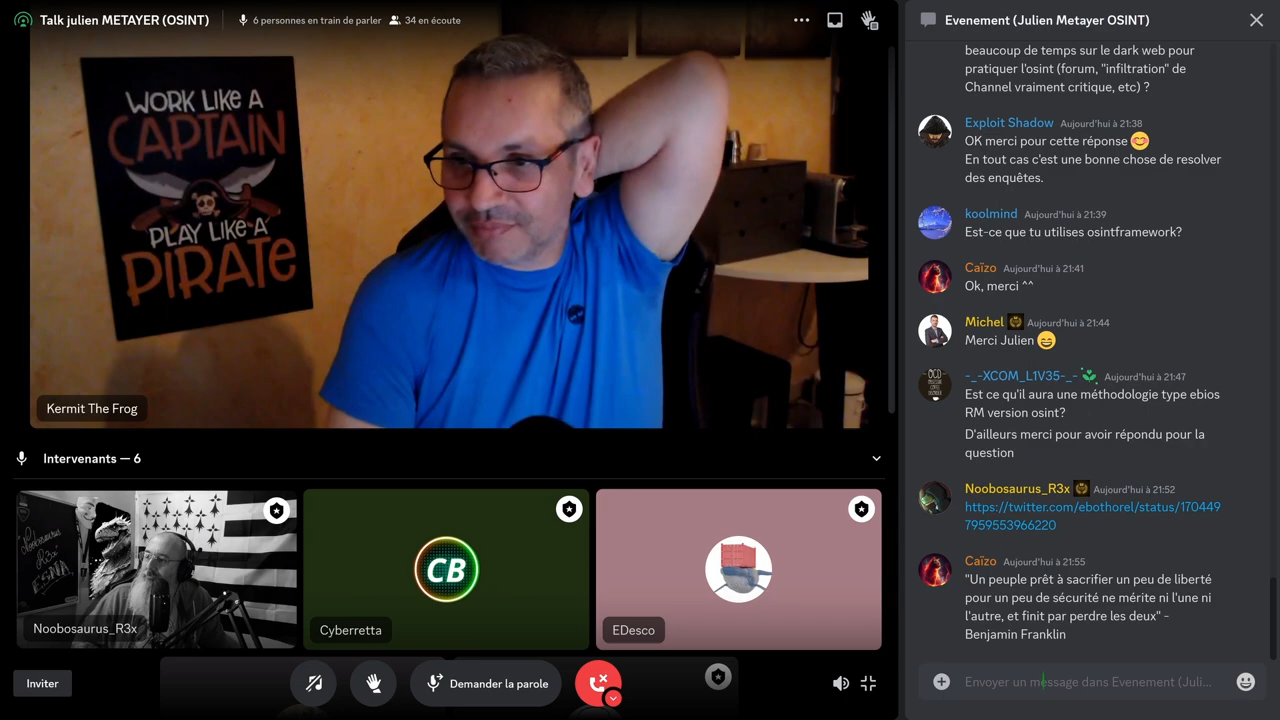 Talk julien METAYER (OSINT)
6 personnes en train de parler
34 en écoute
WORK LIKE A
CAPTAIN
PLAY LIKE A
PIRATE
Kermit The Frog
Intervenants — 6
Noobosaurus_R3x
CB
Cyberretta
EDesco
Inviter
Demander la parole
Evenement (Julien Metayer OSINT)
beaucoup de temps sur le dark web pour
pratiquer l'osint (forum, "infiltration" de
Channel vraiment critique, etc) ?
Exploit Shadow Aujourd'hui à 21:38
OK merci pour cette réponse 😊
En tout cas c'est une bonne chose de resolver
des enquêtes.
koolmind Aujourd'hui à 21:39
Est-ce que tu utilises osintframework?
Caïzo Aujourd'hui à 21:41
Ok, merci ^^
Michel Aujourd'hui à 21:44
Merci Julien 😄
-_-XCOM_L1V35-_- Aujourd'hui à 21:47
Est ce qu'il aura une méthodologie type ebios
RM version osint?
D'ailleurs merci pour avoir répondu pour la
question
Noobosaurus_R3x Aujourd'hui à 21:52
https://twitter.com/ebothorel/status/170449
7959553966220
Caïzo Aujourd'hui à 21:55
"Un peuple prêt à sacrifier un peu de liberté
pour un peu de sécurité ne mérite ni l'une ni
l'autre, et finit par perdre les deux" -
Benjamin Franklin
Envoyer un message dans Evenement (Juli...